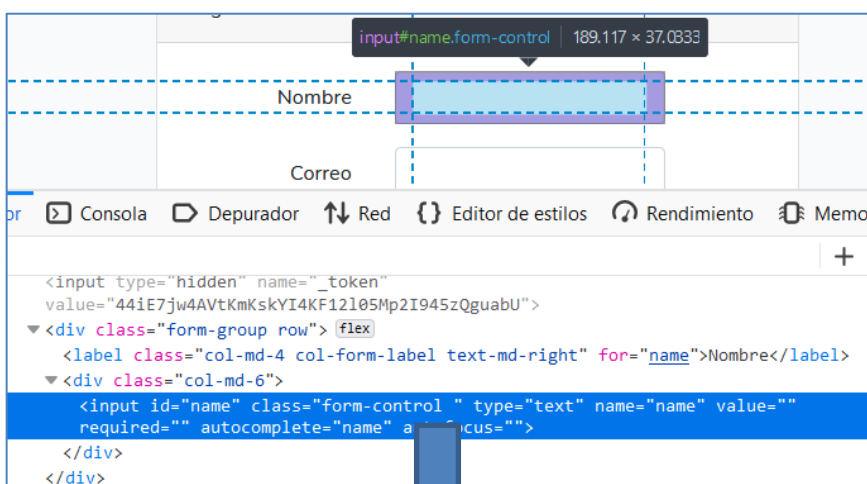 input#name.form-control | 189.117 × 37.0333
Nombre
Correo
or Consola Depurador Red {} Editor de estilos Rendimiento Memo
+
<input type="hidden" name="_token"
value="44iE7jw4AVtKmKskYI4KF12l05Mp2I945zQguabU">
<div class="form-group row"> flex
<label class="col-md-4 col-form-label text-md-right" for="name">Nombre</label>
<div class="col-md-6">
<input id="name" class="form-control " type="text" name="name" value=""
required="" autocomplete="name" cus="">
</div>
</div>